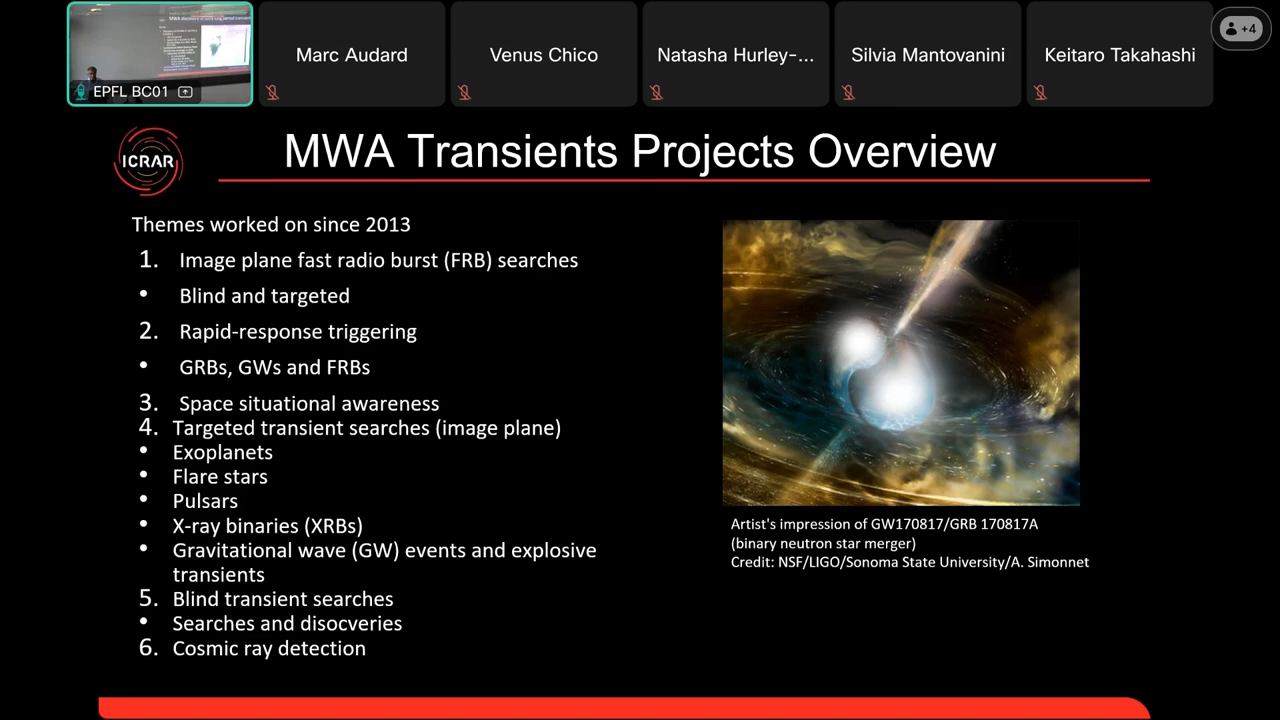 EPFL BC01
Marc Audard
Venus Chico
Natasha Hurley-...
Silvia Mantovanini
Keitaro Takahashi
+4
ICRAR
MWA Transients Projects Overview
Themes worked on since 2013
1. Image plane fast radio burst (FRB) searches
• Blind and targeted
2. Rapid-response triggering
• GRBs, GWs and FRBs
3. Space situational awareness
4. Targeted transient searches (image plane)
• Exoplanets
• Flare stars
• Pulsars
• X-ray binaries (XRBs)
• Gravitational wave (GW) events and explosive
transients
5. Blind transient searches
• Searches and disocveries
6. Cosmic ray detection
Artist's impression of GW170817/GRB 170817A
(binary neutron star merger)
Credit: NSF/LIGO/Sonoma State University/A. Simonnet